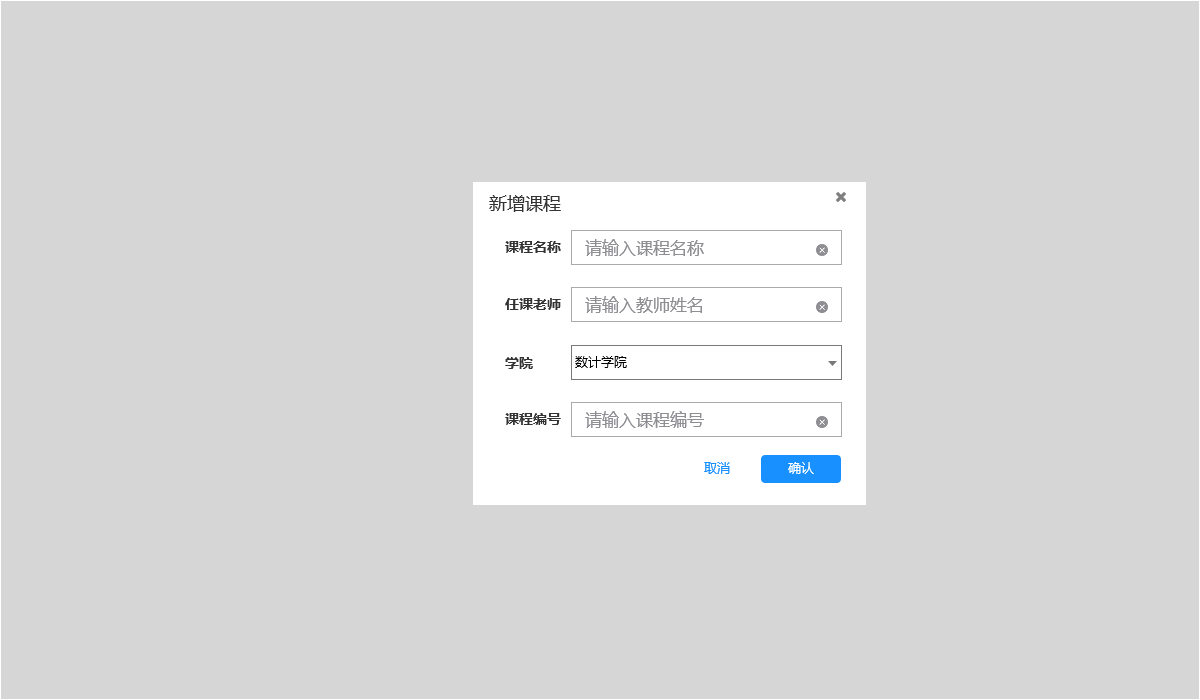 新增课程
课程名称 请输入课程名称
任课老师 请输入教师姓名
学院 数计学院
课程编号 请输入课程编号
取消 确认